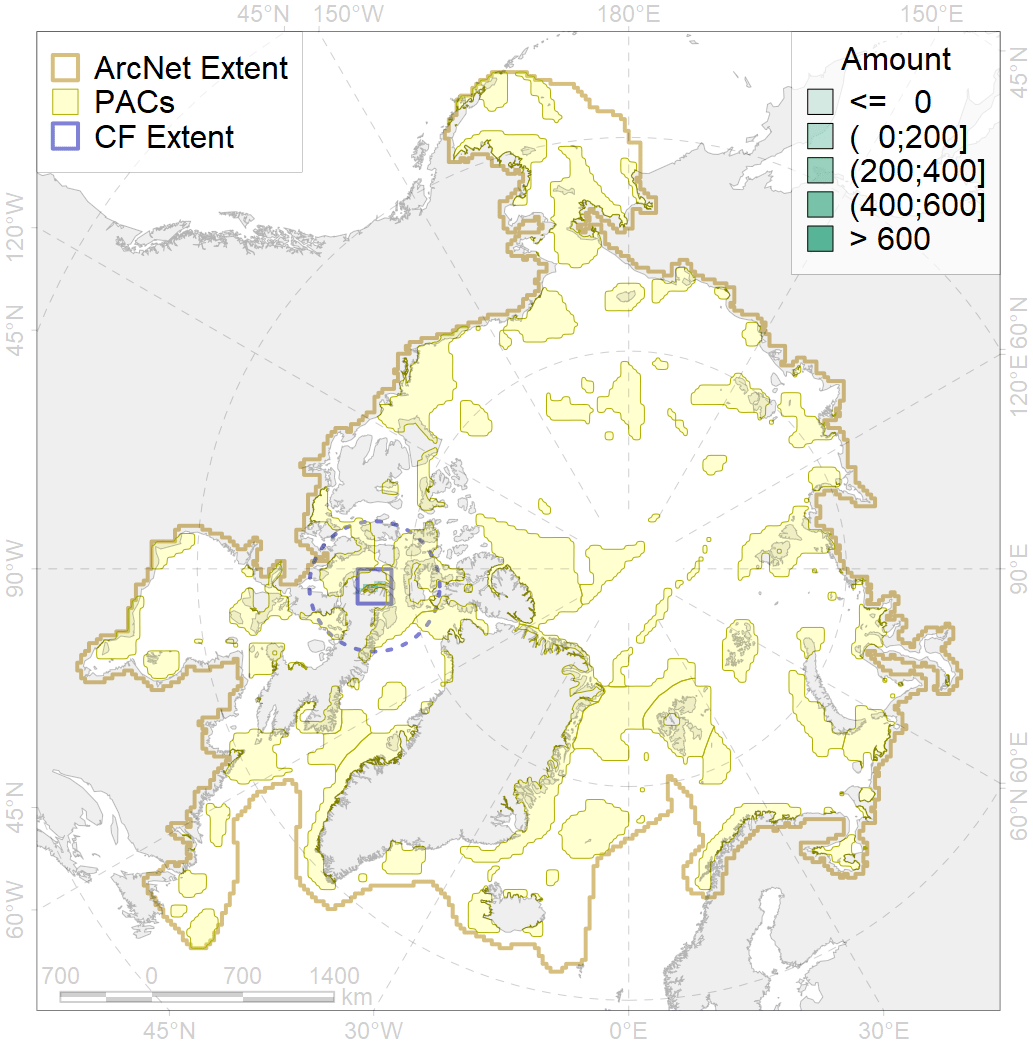 45°N 150°W 180°E 150°E
ArcNet Extent
PACs
CF Extent
Amount
<= 0
( 0;200]
(200;400]
(400;600]
> 600
45°N
120°W
45°N
90°W
45°N
60°W
60°N
120°E
90°E
60°E
60°N
700 0 700 1400
km
45°N 30°W 0°E 30°E